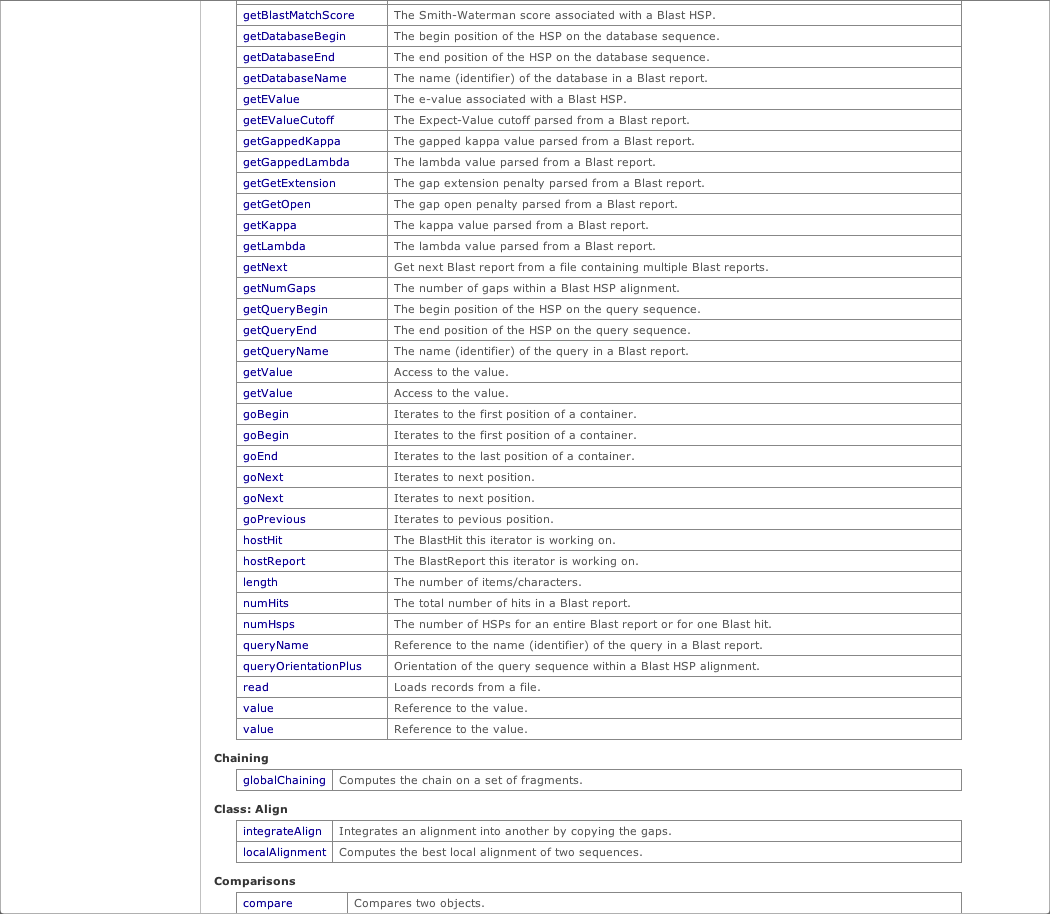 getBlastMatchScore The Smith-Waterman score associated with a Blast HSP.
getDatabaseBegin The begin position of the HSP on the database sequence.
getDatabaseEnd The end position of the HSP on the database sequence.
getDatabaseName The name (identifier) of the database in a Blast report.
getEValue The e-value associated with a Blast HSP.
getEValueCutoff The Expect-Value cutoff parsed from a Blast report.
getGappedKappa The gapped kappa value parsed from a Blast report.
getGappedLambda The lambda value parsed from a Blast report.
getGetExtension The gap extension penalty parsed from a Blast report.
getGetOpen The gap open penalty parsed from a Blast report.
getKappa The kappa value parsed from a Blast report.
getLambda The lambda value parsed from a Blast report.
getNext Get next Blast report from a file containing multiple Blast reports.
getNumGaps The number of gaps within a Blast HSP alignment.
getQueryBegin The begin position of the HSP on the query sequence.
getQueryEnd The end position of the HSP on the query sequence.
getQueryName The name (identifier) of the query in a Blast report.
getValue Access to the value.
getValue Access to the value.
goBegin Iterates to the first position of a container.
goBegin Iterates to the first position of a container.
goEnd Iterates to the last position of a container.
goNext Iterates to next position.
goNext Iterates to next position.
goPrevious Iterates to pevious position.
hostHit The BlastHit this iterator is working on.
hostReport The BlastReport this iterator is working on.
length The number of items/characters.
numHits The total number of hits in a Blast report.
numHsps The number of HSPs for an entire Blast report or for one Blast hit.
queryName Reference to the name (identifier) of the query in a Blast report.
queryOrientationPlus Orientation of the query sequence within a Blast HSP alignment.
read Loads records from a file.
value Reference to the value.
value Reference to the value.
Chaining
globalChaining Computes the chain on a set of fragments.
Class: Align
integrateAlign Integrates an alignment into another by copying the gaps.
localAlignment Computes the best local alignment of two sequences.
Comparisons
compare Compares two objects.